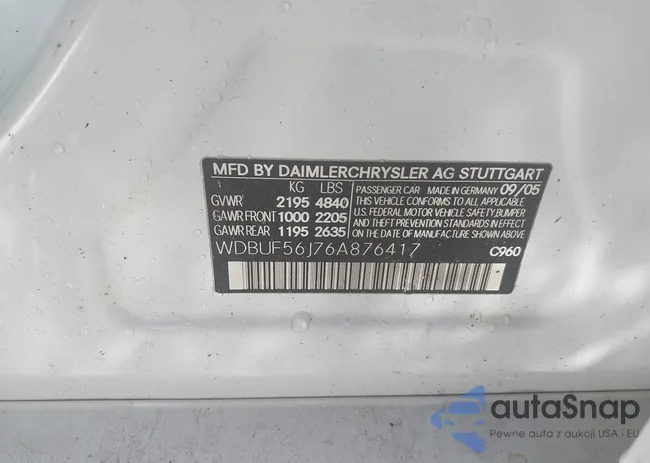 MFD BY DAIMLERCHRYSLER AG STUTTGART
KG LBS
GVWR 2195 4840
GAWR FRONT 1000 2205
GAWR REAR 1195 2635
PASSENGER CAR / MADE IN GERMANY 09/05
THIS VEHICLE CONFORMS TO ALL APPLICABLE
FEDERAL MOTOR VEHICLE SAFETY, BUMPER
AND THEFT PREVENTION STANDARDS IN EFFECT
ON THE DATE OF MANUFACTURE SHOWN ABOVE
WDBUF56J76A876417
C960
autaSnap
Pewne auta z aukcji USA i EU